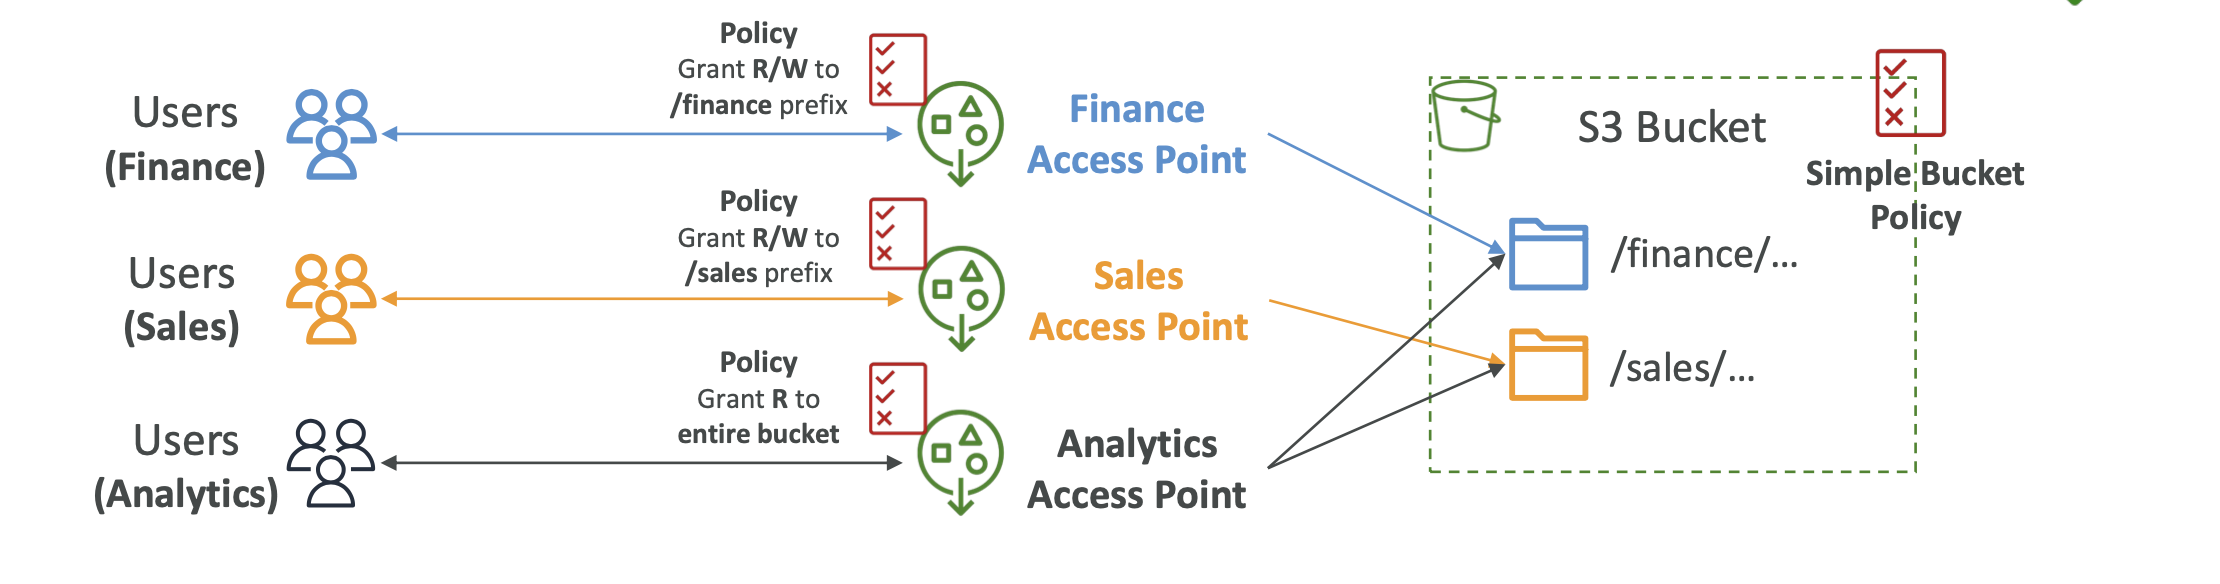 Users
(Finance)
Policy
Grant R/W to
/finance prefix
Finance
Access Point
Users
(Sales)
Policy
Grant R/W to
/sales prefix
Sales
Access Point
Users
(Analytics)
Policy
Grant R to
entire bucket
Analytics
Access Point
S3 Bucket
Simple Bucket
Policy
/finance/...
/sales/...